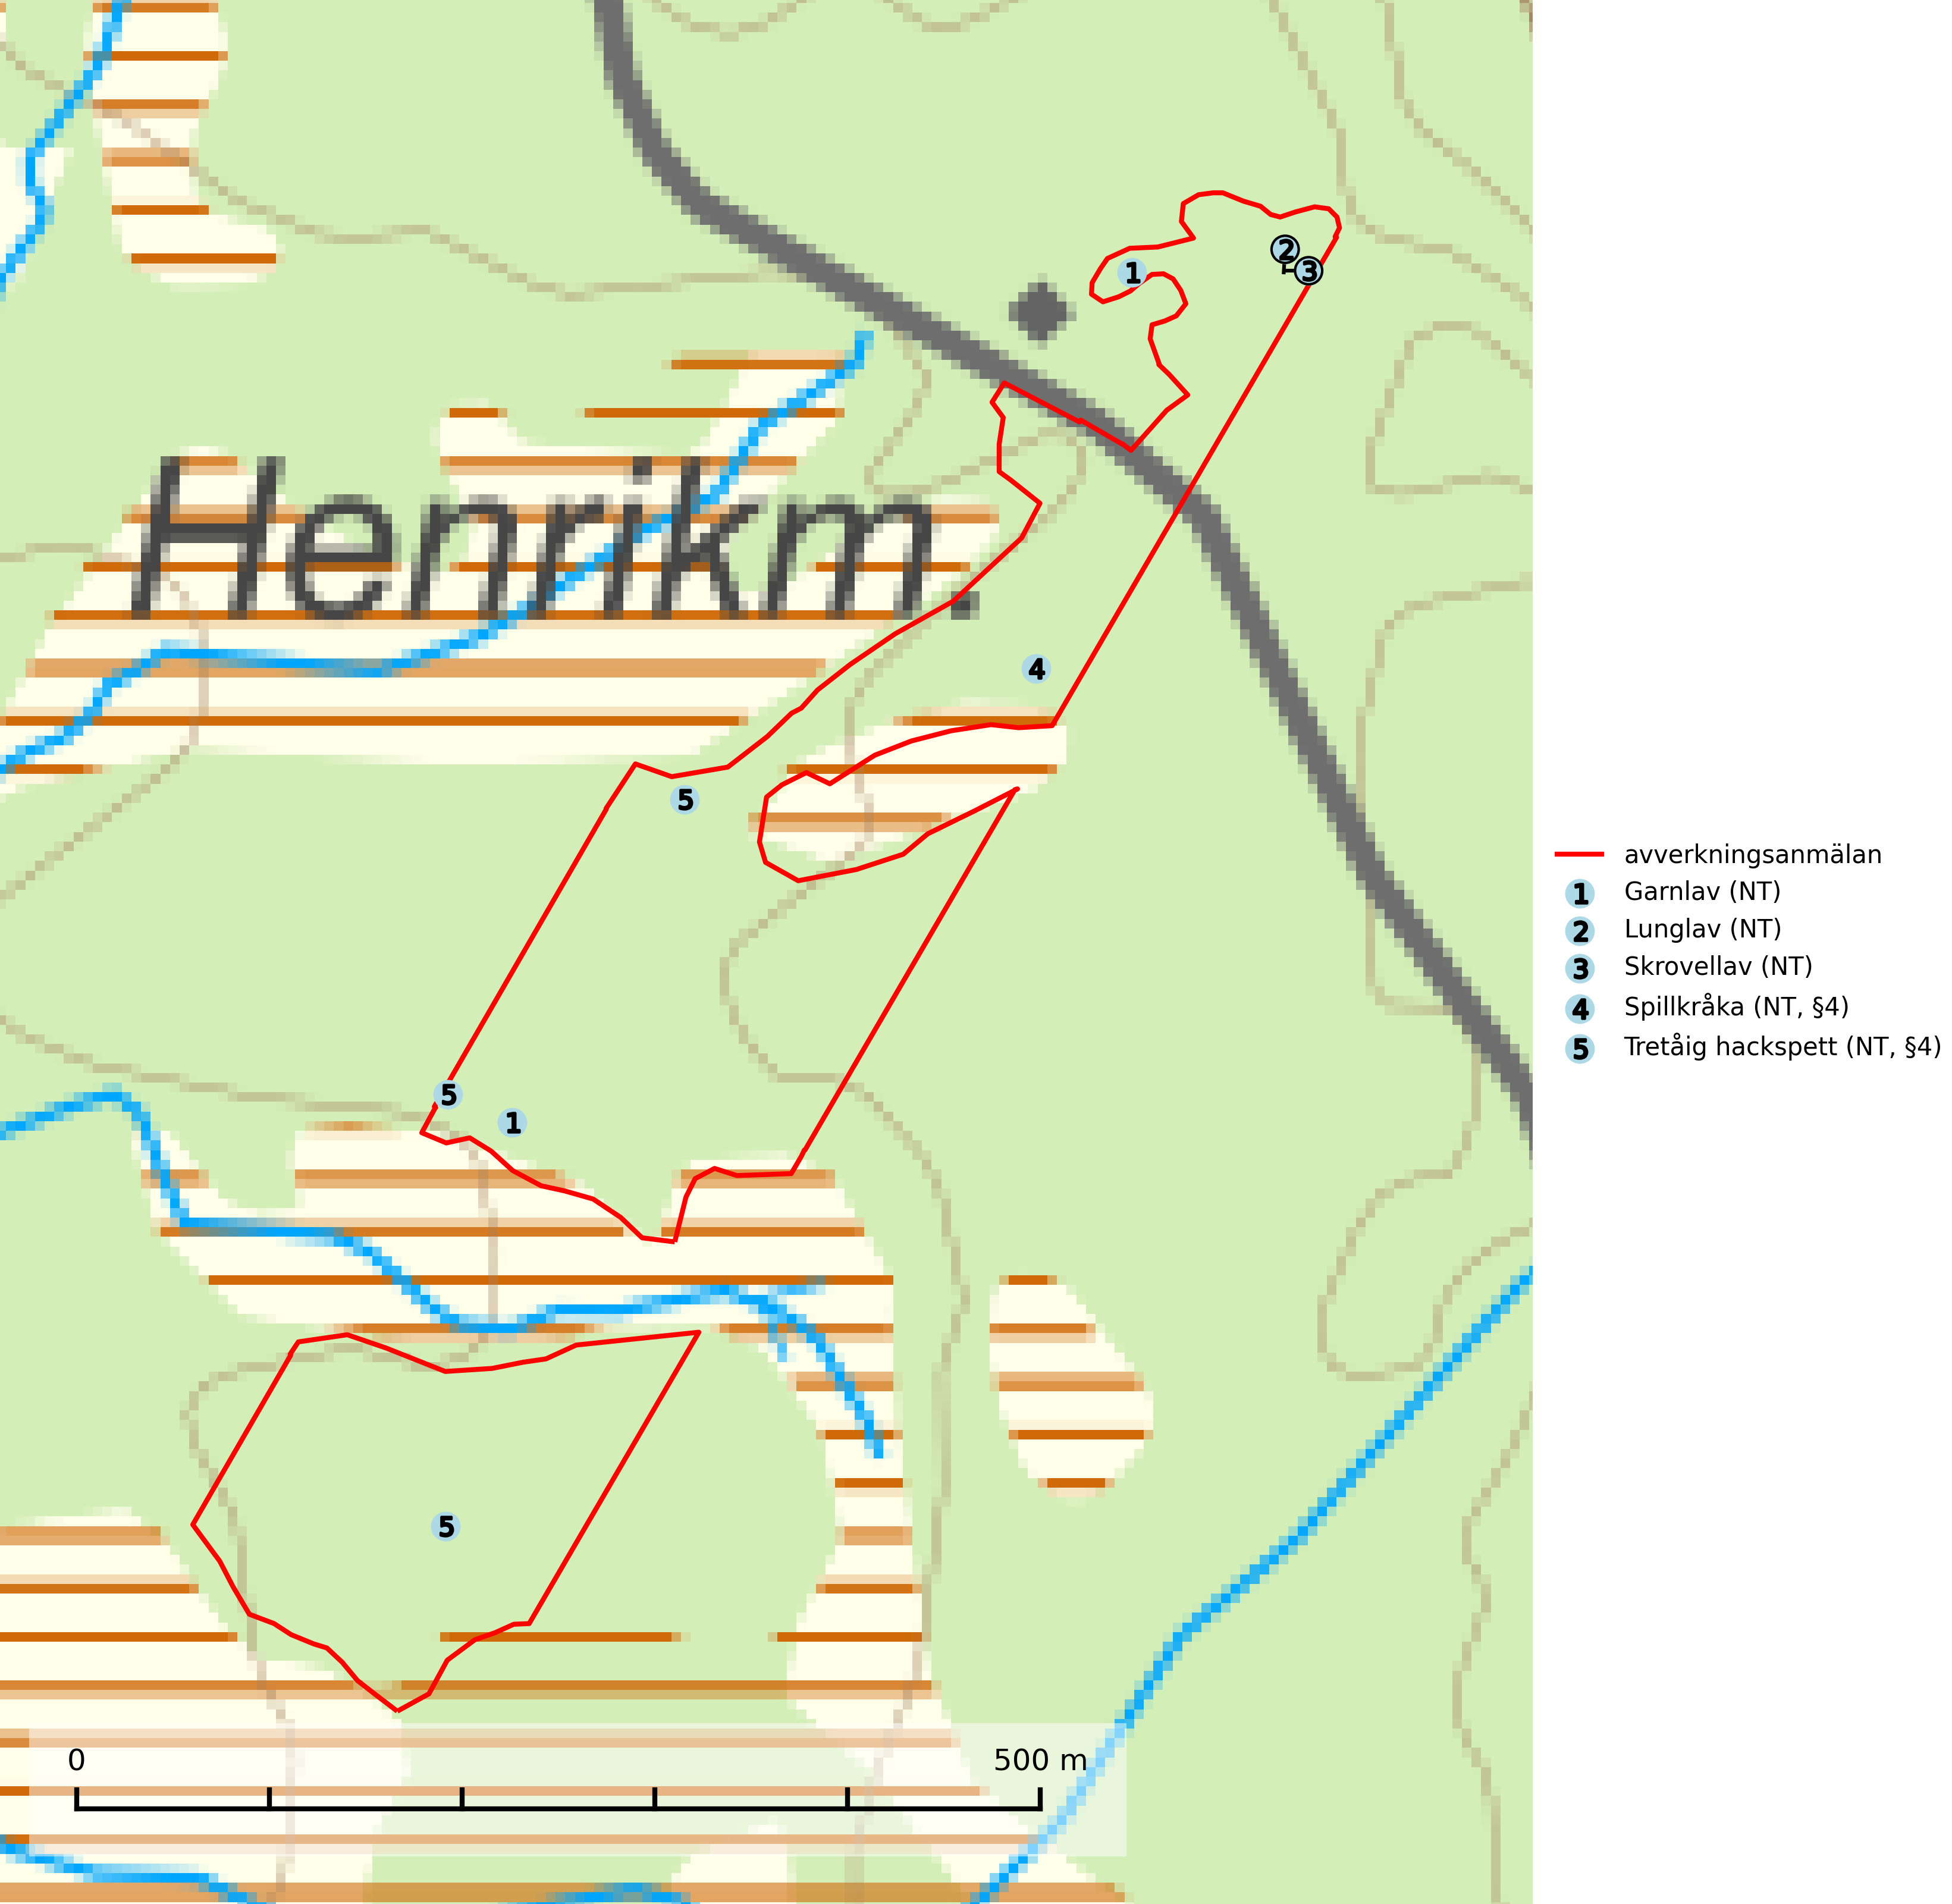 2
1
3
Henrikm.
4
5
5
1
5
0
500 m
avverkningsanmälan
1 Garnlav (NT)
2 Lunglav (NT)
3 Skrovellav (NT)
4 Spillkråka (NT, §4)
5 Tretåig hackspett (NT, §4)